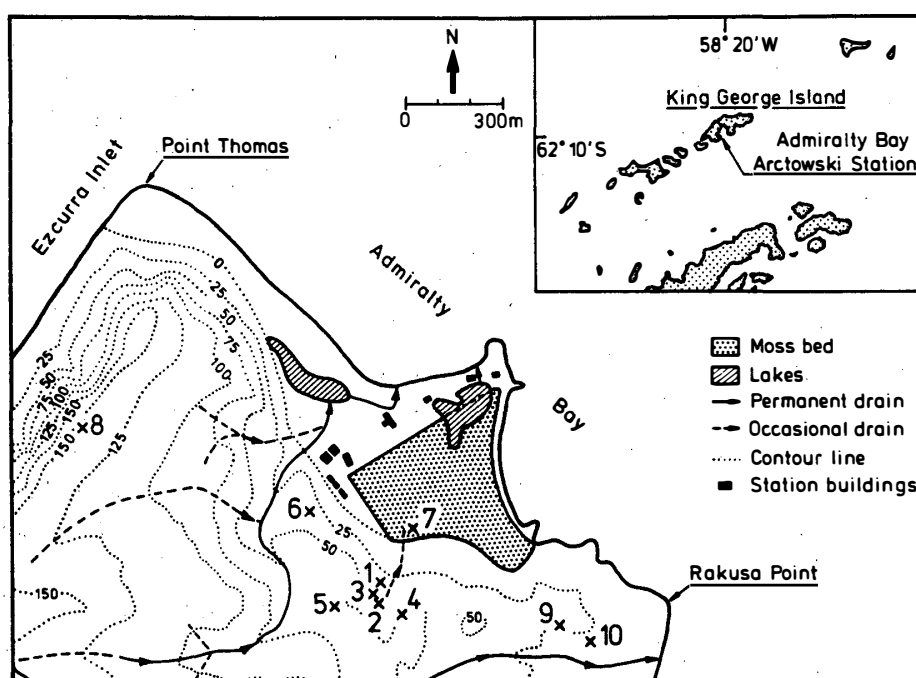 N
0 300m
Point Thomas
Ezcurra Inlet
Admiralty
Bay
58° 20' W
King George Island
62° 10' S
Admiralty Bay
Arctowski Station
Moss bed
Lakes
Permanent drain
Occasional drain
Contour line
Station buildings
0
25
50
75
100
25
50
75
100
125
150
150
125
8
6
25
7
50
1
3
5
2
4
50
9
10
150
Rakusa Point